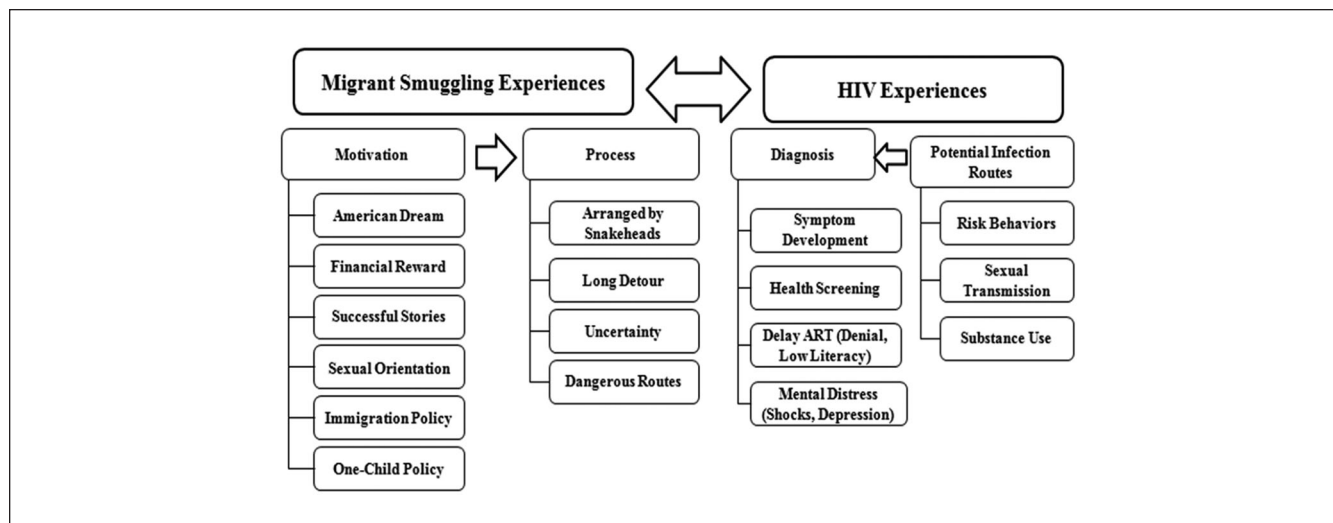 Migrant Smuggling Experiences
HIV Experiences
Motivation
American Dream
Financial Reward
Successful Stories
Sexual Orientation
Immigration Policy
One-Child Policy
Process
Arranged by
Snakeheads
Long Detour
Uncertainty
Dangerous Routes
Diagnosis
Symptom
Development
Health Screening
Delay ART (Denial,
Low Literacy)
Mental Distress
(Shocks, Depression)
Potential Infection
Routes
Risk Behaviors
Sexual
Transmission
Substance Use